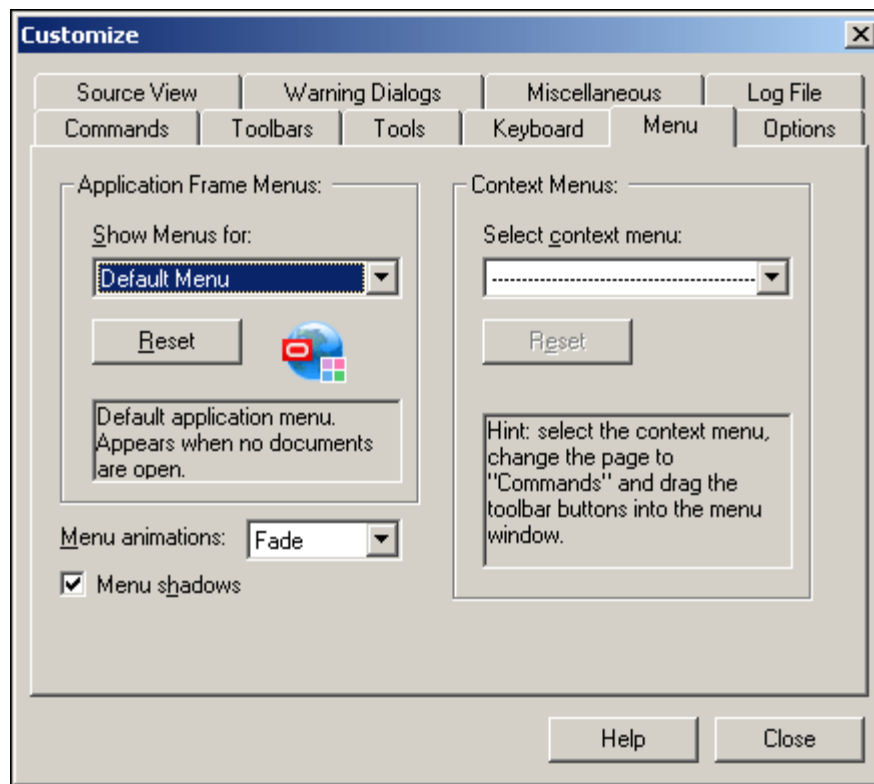 Customize
Source View
Warning Dialogs
Miscellaneous
Log File
Commands
Toolbars
Tools
Keyboard
Menu
Options
Application Frame Menus:
Show Menus for:
Default Menu
Reset
Default application menu.
Appears when no documents
are open.
Menu animations:
Fade
Menu shadows
Context Menus:
Select context menu:
--------------------------------------------
Reset
Hint: select the context menu,
change the page to
"Commands" and drag the
toolbar buttons into the menu
window.
Help
Close